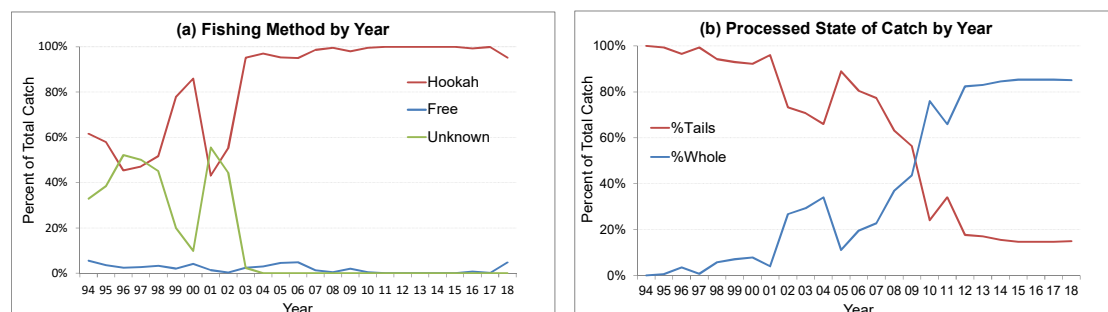 (a) Fishing Method by Year
100%
80%
60%
40%
20%
0%
Percent of Total Catch
Hookah
Free
Unknown
94 95 96 97 98 99 00 01 02 03 04 05 06 07 08 09 10 11 12 13 14 15 16 17 18
Year
(b) Processed State of Catch by Year
100%
80%
60%
40%
20%
0%
Percent of Total Catch
%Tails
%Whole
94 95 96 97 98 99 00 01 02 03 04 05 06 07 08 09 10 11 12 13 14 15 16 17 18
Year